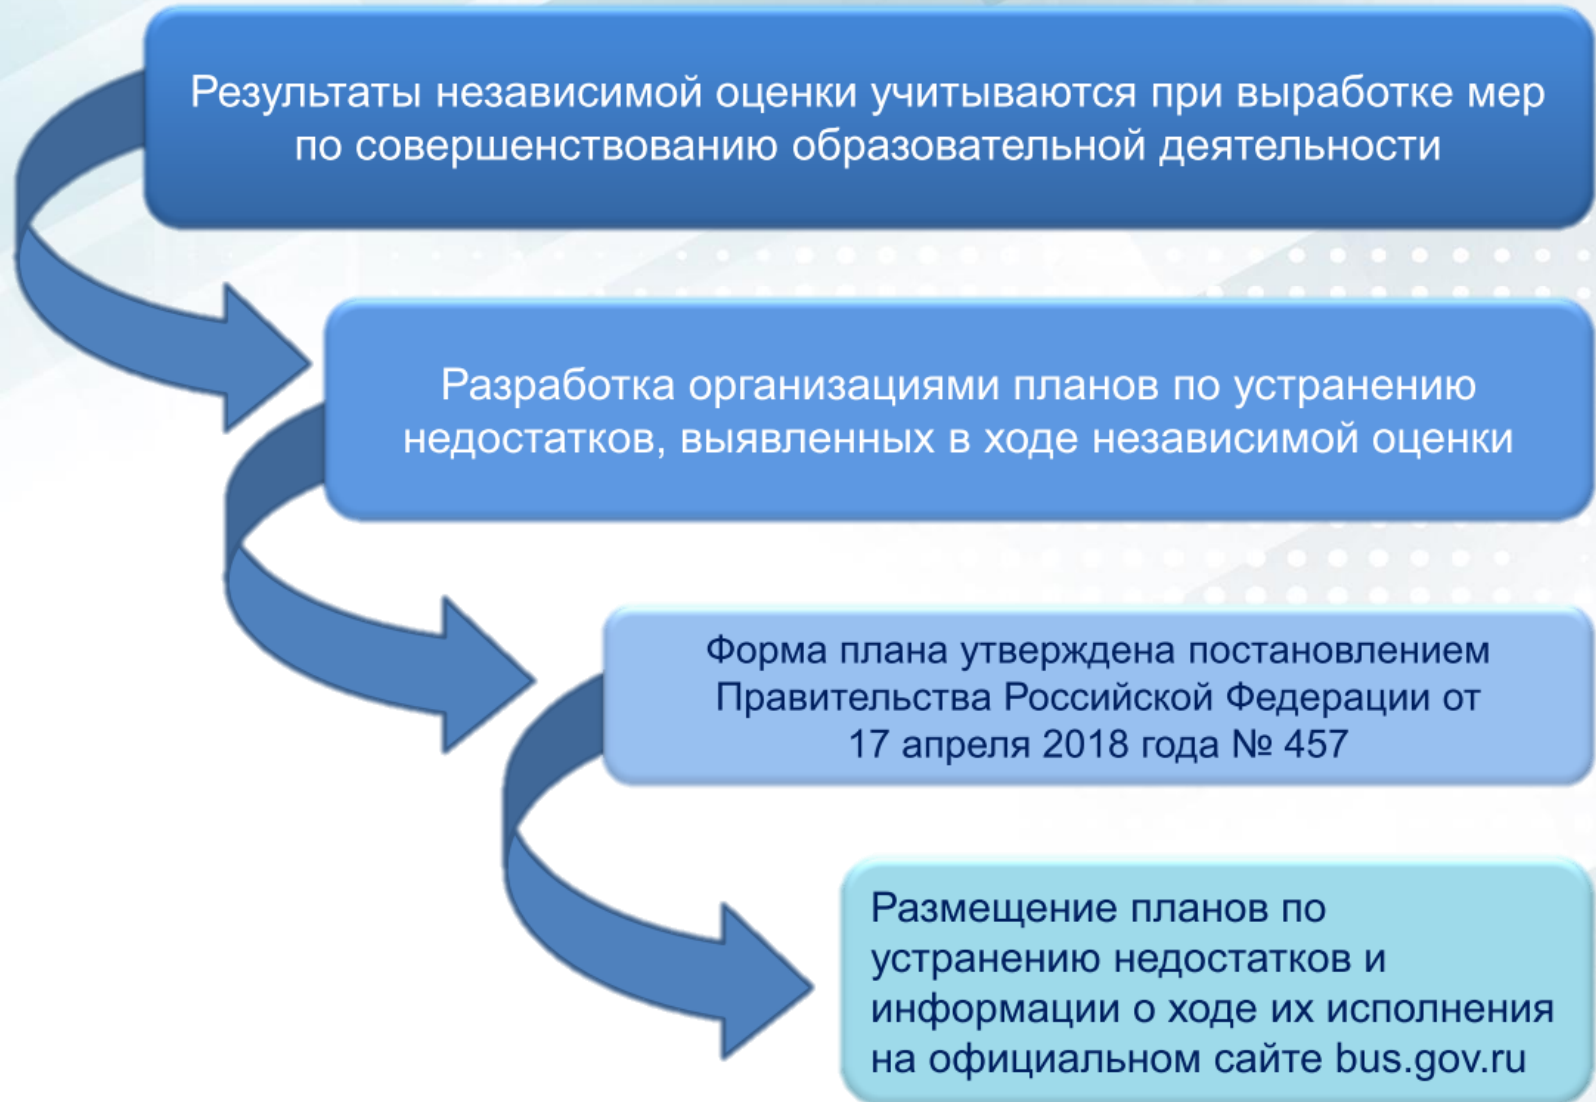 Результаты независимой оценки учитываются при выработке мер
по совершенствованию образовательной деятельности
Разработка организациями планов по устранению
недостатков, выявленных в ходе независимой оценки
Форма плана утверждена постановлением
Правительства Российской Федерации от
17 апреля 2018 года № 457
Размещение планов по
устранению недостатков и
информации о ходе их исполнения
на официальном сайте bus.gov.ru